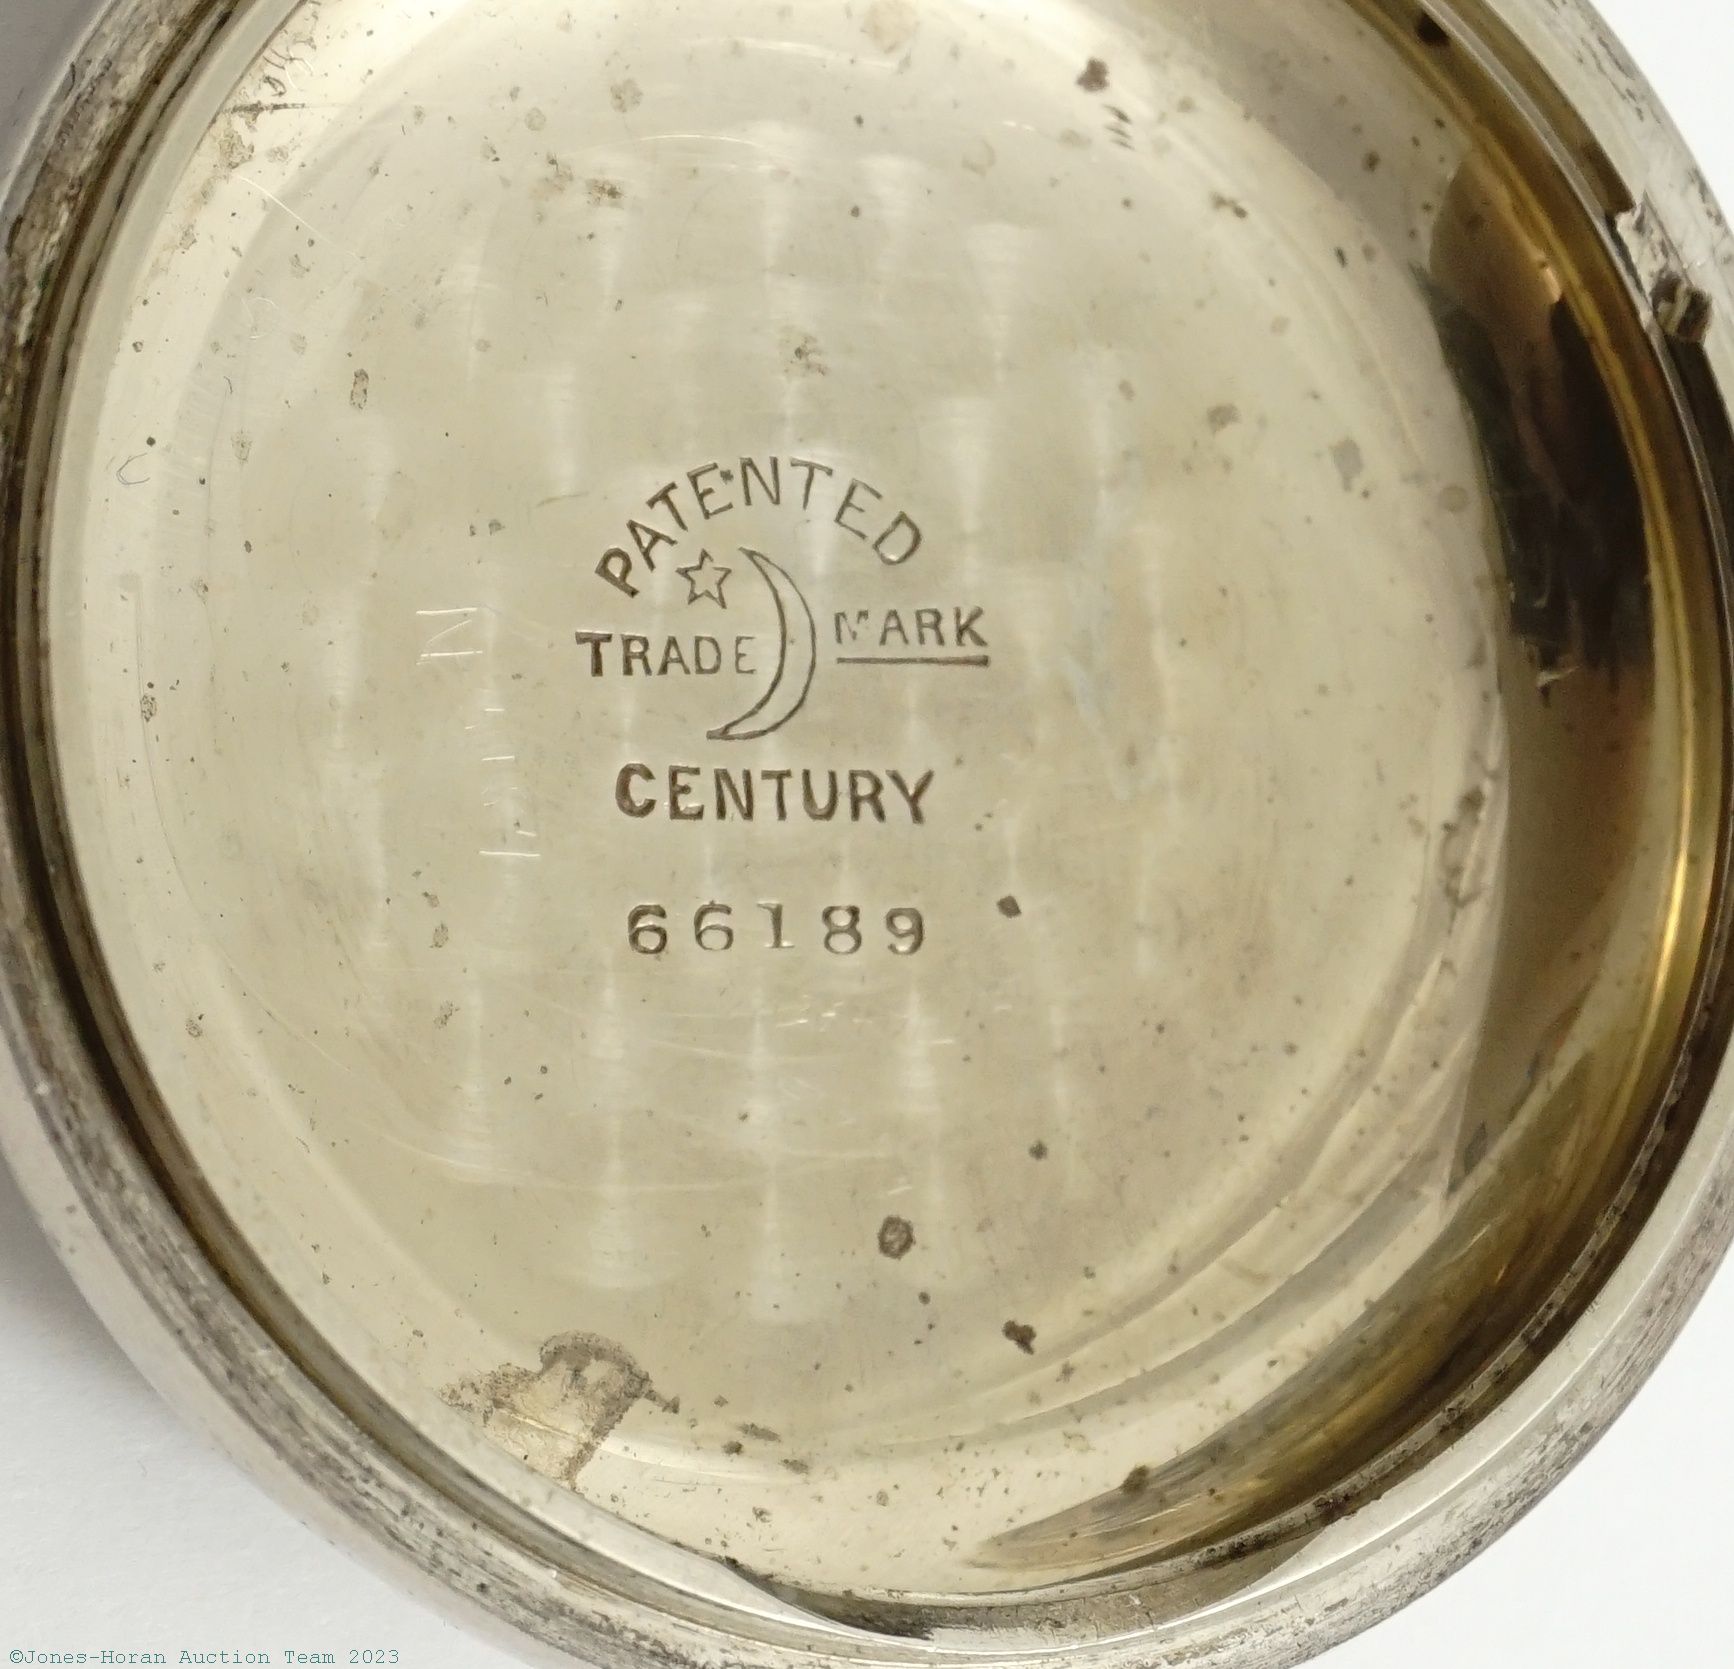 PATENTED
TRADE MARK
CENTURY
66189
©Jones-Horan Auction Team 2023